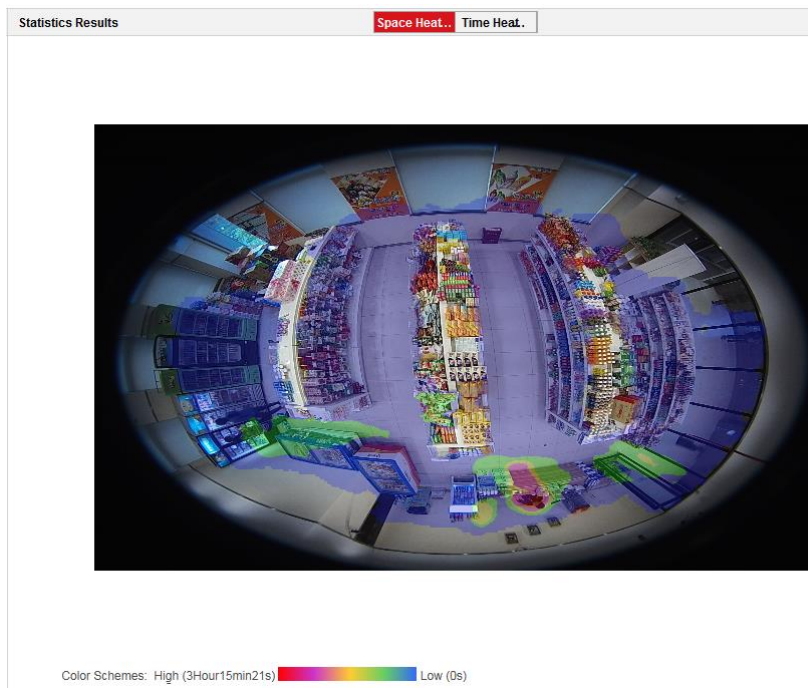 Statistics Results
Space Heat... Time Heat..
Color Schemes: High (3Hour15min21s) Low (0s)